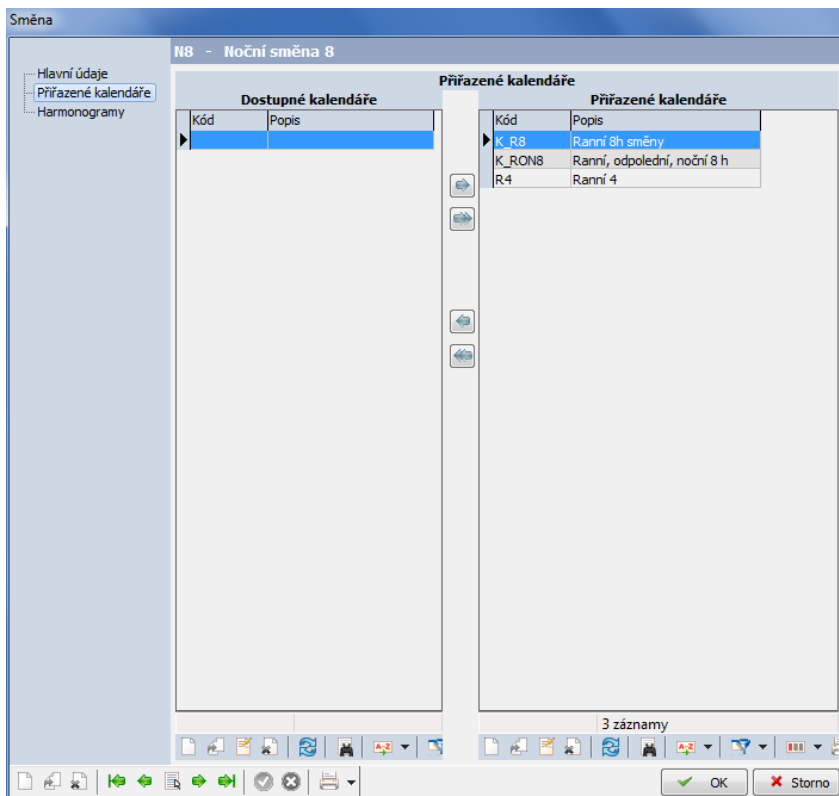 Směna
N8 - Noční směna 8
Hlavní údaje
Přiřazené kalendáře
Harmonogramy
Přiřazené kalendáře
Dostupné kalendáře
Kód Popis
Přiřazené kalendáře
Kód Popis
K_R8 Ranní 8h směny
K_RON8 Ranní, odpolední, noční 8 h
R4 Ranní 4
3 záznamy
A-Z
A-Z
OK
Storno